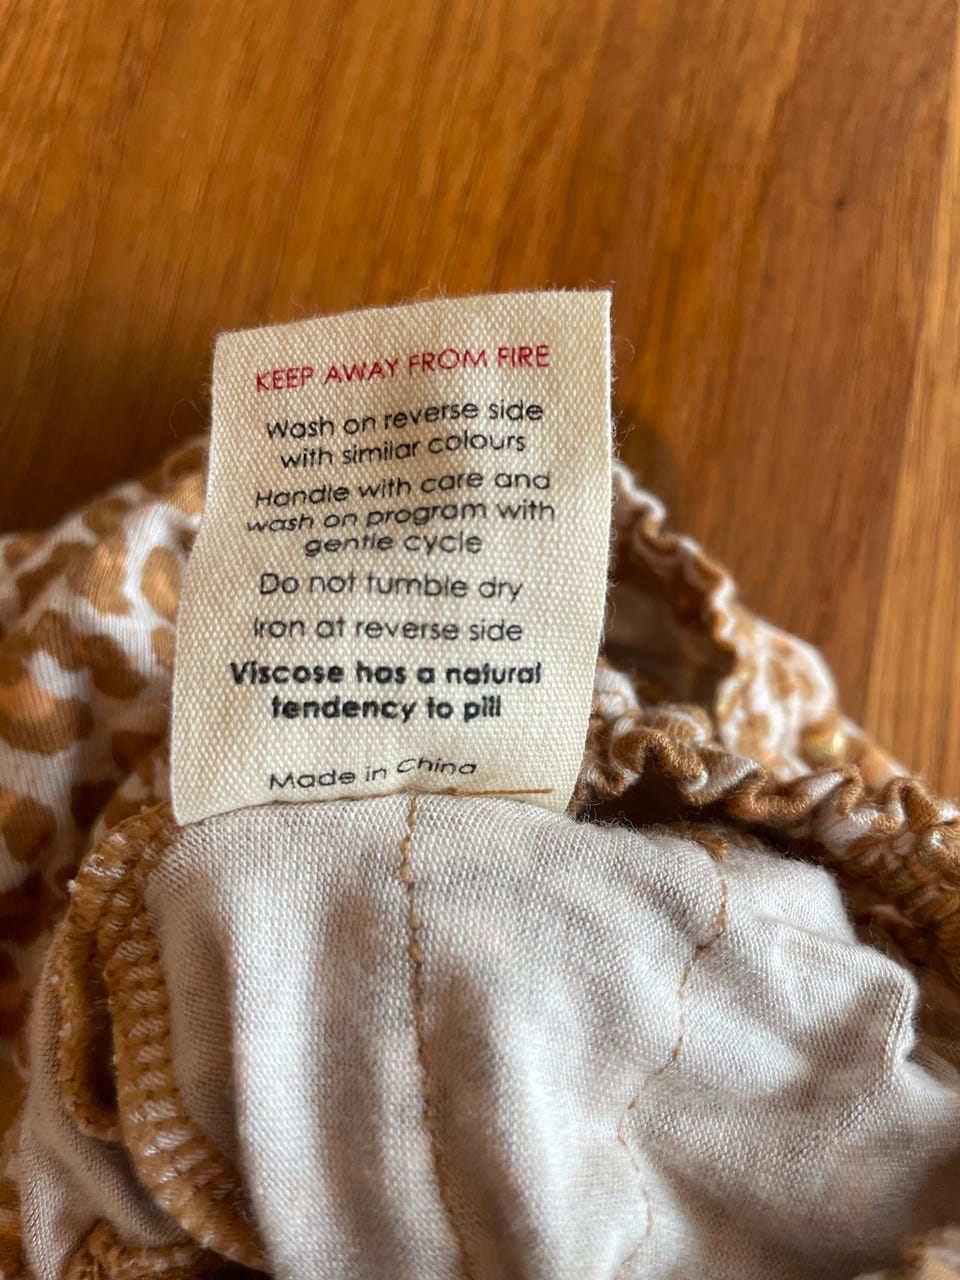 KEEP AWAY FROM FIRE
Wash on reverse side
with similar colours
Handle with care and
wash on program with
gentle cycle
Do not tumble dry
Iron at reverse side
Viscose has a natural
tendency to pill
Made in China